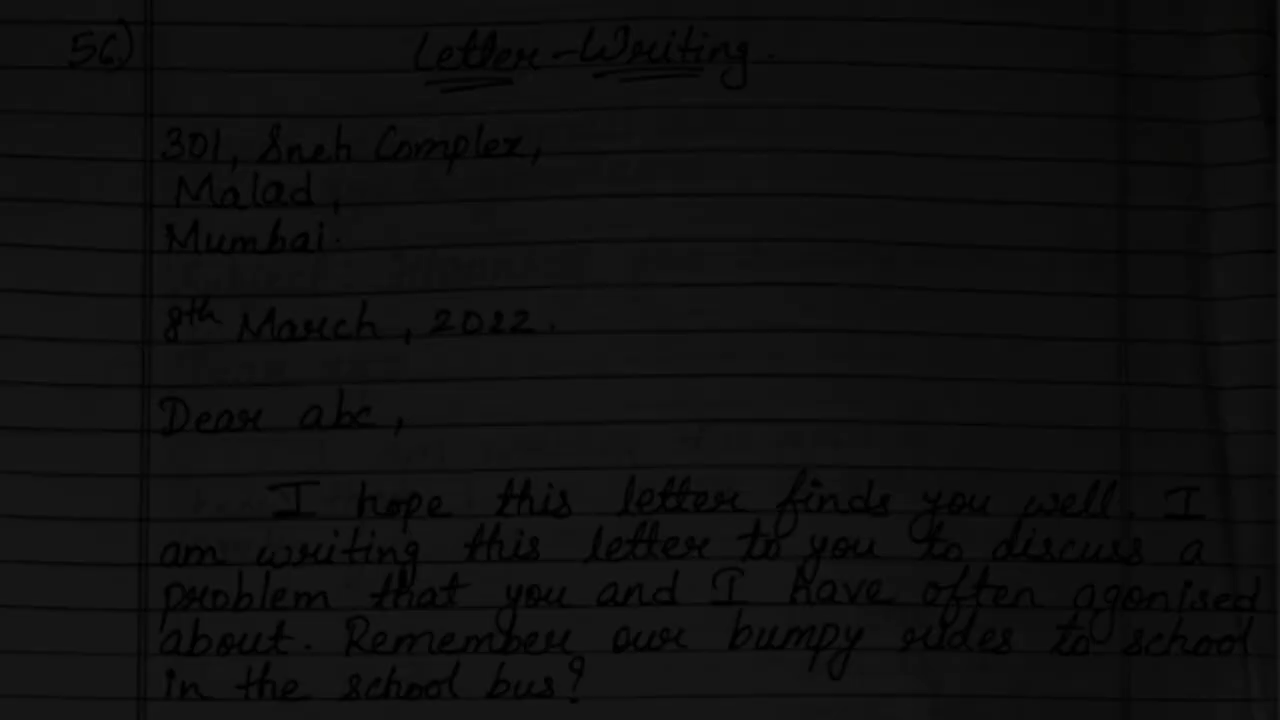 5C.) Letter-Writing.
301, Sneh Complex,
Malad,
Mumbai.
8th March, 2022.
Dear abc,
I hope this letter finds you well. I
am writing this letter to you to discuss a
problem that you and I have often agonised
about. Remember our bumpy rides to school
in the school bus?